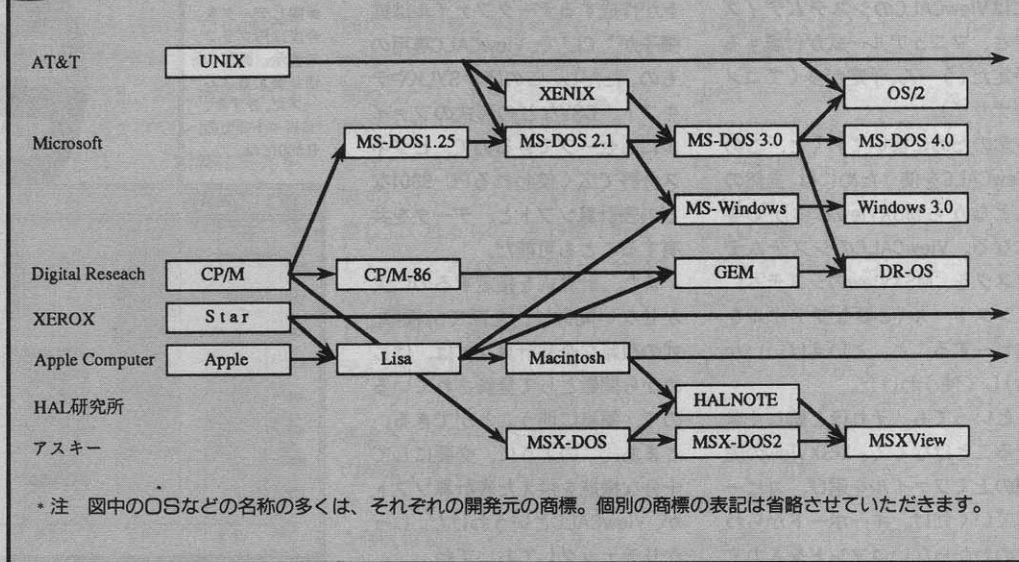 AT&T UNIX
XENIX OS/2
Microsoft MS-DOS1.25 MS-DOS 2.1 MS-DOS 3.0 MS-DOS 4.0
MS-Windows Windows 3.0
Digital Reseach CP/M CP/M-86 GEM DR-OS
XEROX Star
Apple Computer Apple Lisa Macintosh
HAL研究所 HALNOTE
アスキー MSX-DOS MSX-DOS2 MSXView
*注 図中のOSなどの名称の多くは、それぞれの開発元の商標。個別の商標の表記は省略させていただきます。